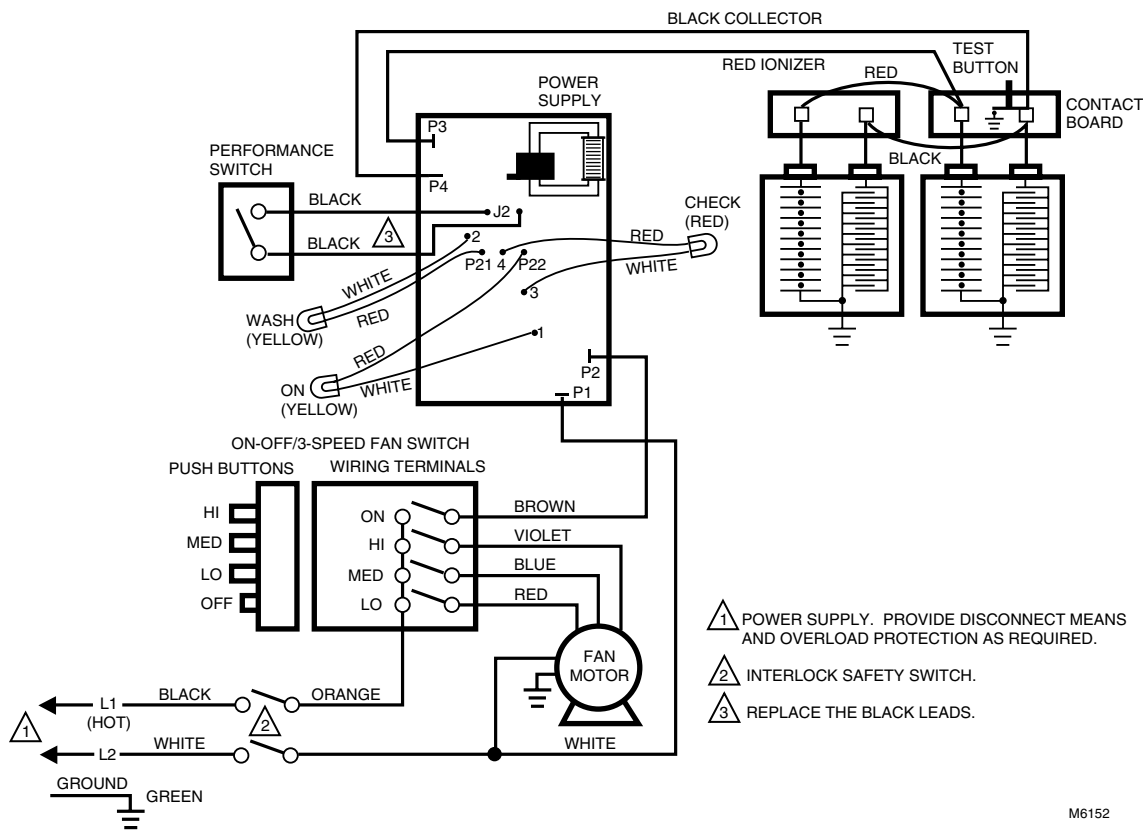 BLACK COLLECTOR
TEST
BUTTON
RED IONIZER
RED
POWER
SUPPLY
CONTACT
BOARD
P3
PERFORMANCE
SWITCH
BLACK
P4
CHECK
(RED)
BLACK
J2
BLACK
3
2
RED
P21 4 P22
WHITE
WHITE
3
RED
WASH
(YELLOW)
1
RED
P2
WHITE
ON
(YELLOW)
P1
ON-OFF/3-SPEED FAN SWITCH
PUSH BUTTONS
WIRING TERMINALS
BROWN
HI
ON
VIOLET
MED
HI
BLUE
LO
MED
RED
OFF
LO
1 POWER SUPPLY. PROVIDE DISCONNECT MEANS
AND OVERLOAD PROTECTION AS REQUIRED.
FAN
MOTOR
2 INTERLOCK SAFETY SWITCH.
BLACK
ORANGE
L1
(HOT)
3 REPLACE THE BLACK LEADS.
1
2
WHITE
WHITE
L2
GROUND
GREEN
M6152